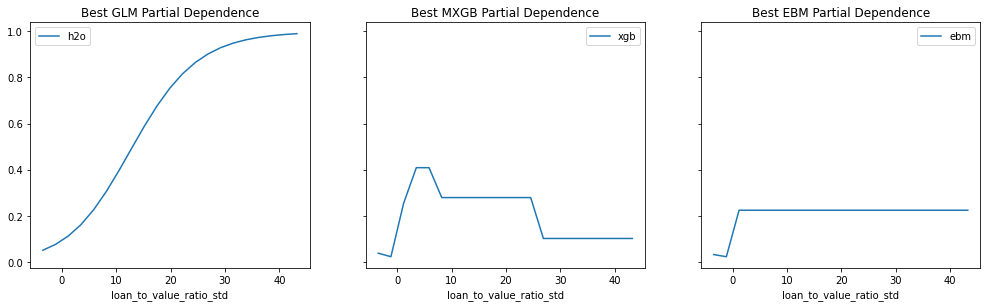 Best GLM Partial Dependence
h2o
1.0
0.8
0.6
0.4
0.2
0.0
0 10 20 30 40
loan_to_value_ratio_std
Best MXGB Partial Dependence
xgb
0 10 20 30 40
loan_to_value_ratio_std
Best EBM Partial Dependence
ebm
0 10 20 30 40
loan_to_value_ratio_std